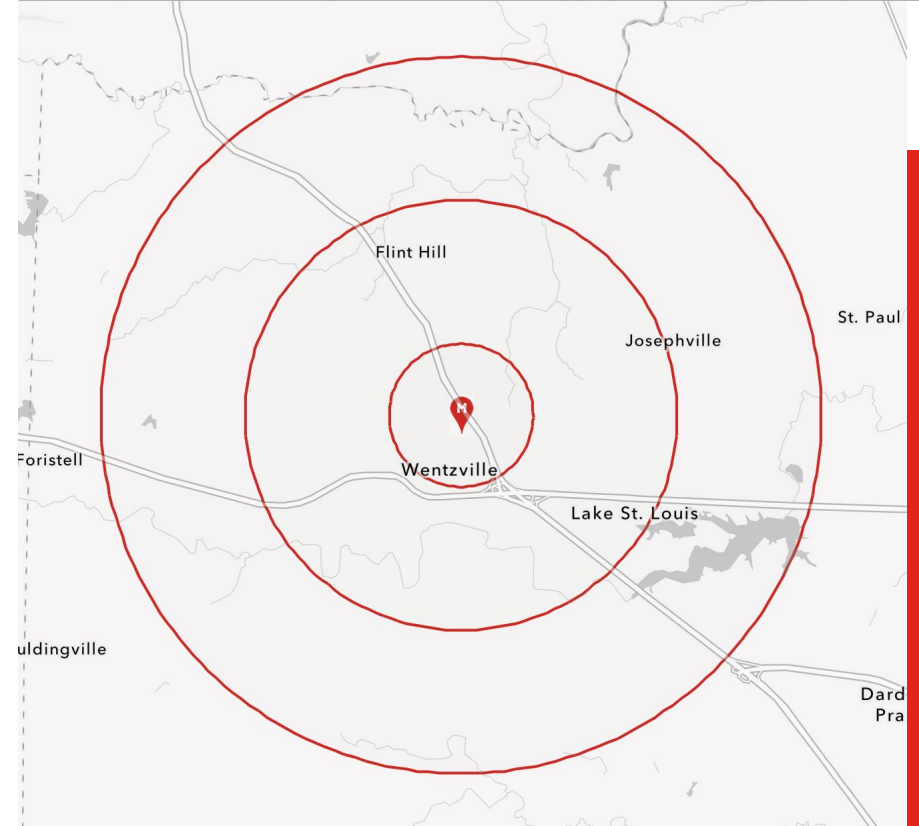 Flint Hill
St. Paul
Josephville
M
Foristell
Wentzville
Lake St. Louis
uldingville
Dard
Pra